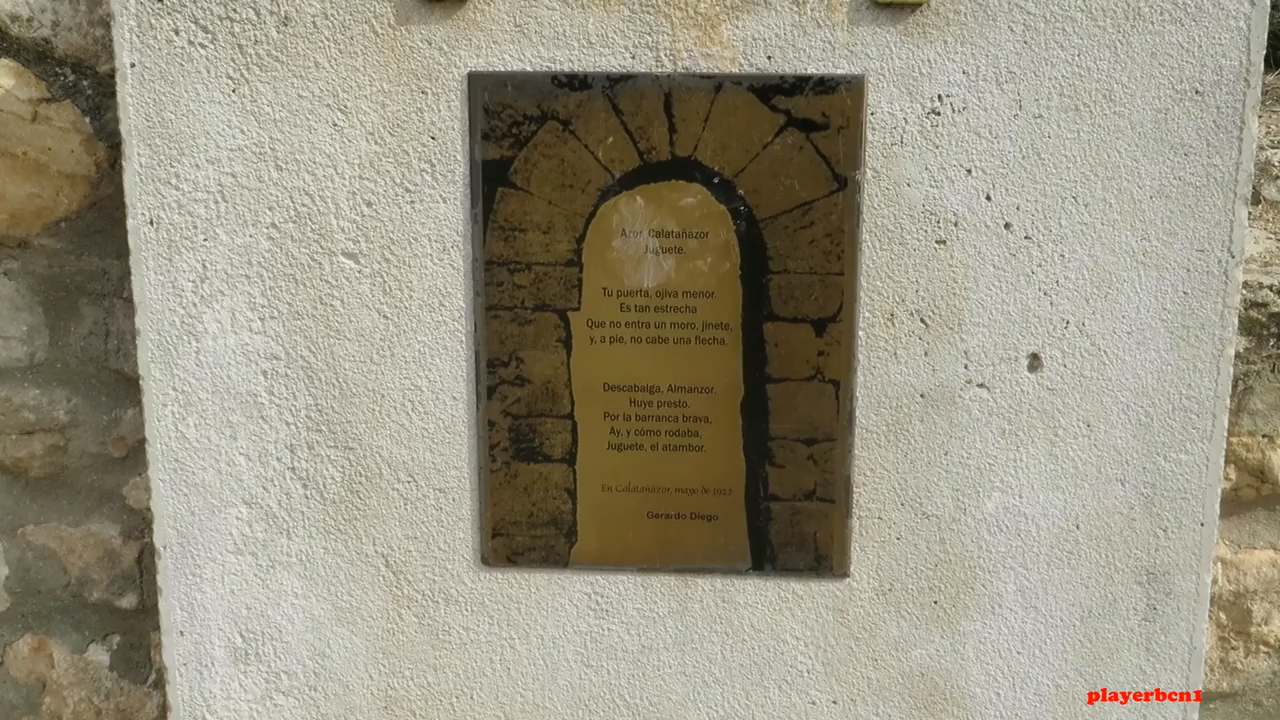 Azor, Calatañazor
Juguete.
Tu puerta, ojiva menor.
Es tan estrecha
Que no entra un moro, jinete,
y, a pie, no cabe una flecha.
Descabalga, Almanzor.
Huye presto.
Por la barranca brava,
Ay, y cómo rodaba,
Juguete, el atambor.
En Calatañazor, mayo de 1922
Gerardo Diego
playerbcn1